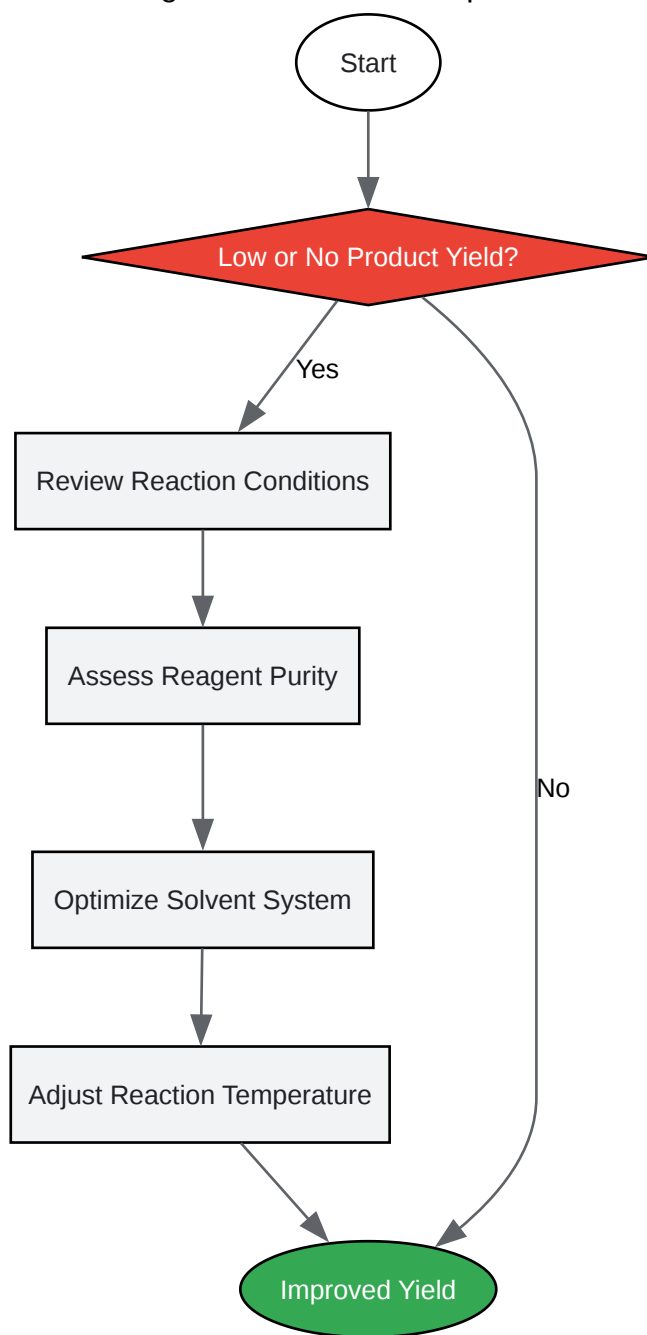 Start
Low or No Product Yield?
Yes
Review Reaction Conditions
Assess Reagent Purity
No
Optimize Solvent System
Adjust Reaction Temperature
Improved Yield